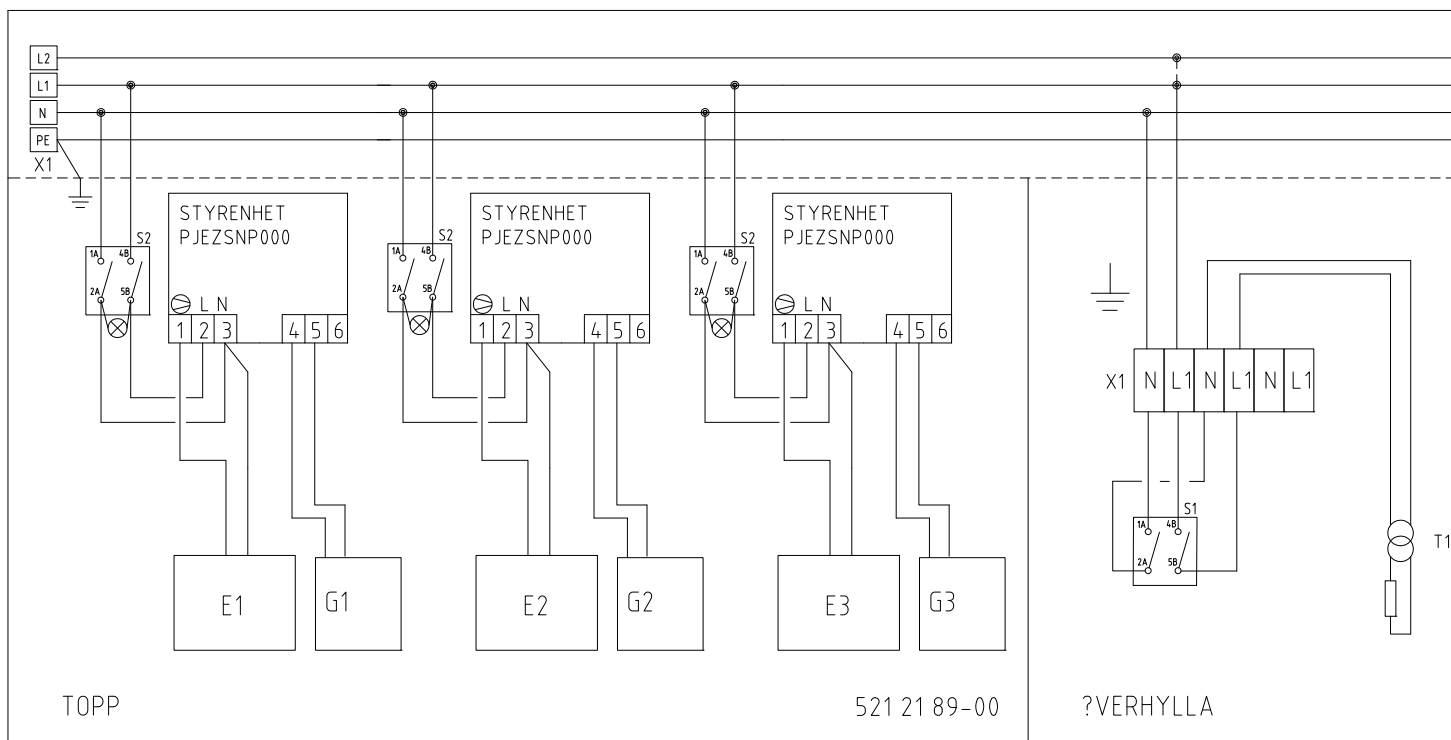 L2
L1
N
PE
X1
STYRENHET
PJEZSNP000
STYRENHET
PJEZSNP000
STYRENHET
PJEZSNP000
S2
1A 4B
2A 5B
S2
1A 4B
2A 5B
S2
1A 4B
2A 5B
L N
1 2 3 4 5 6
L N
1 2 3 4 5 6
L N
1 2 3 4 5 6
X1 N L1 N L1 N L1
S1
1A 4B
2A 5B
T1
E1 G1 E2 G2 E3 G3
TOPP 521 21 89-00 ?VERHYLLA